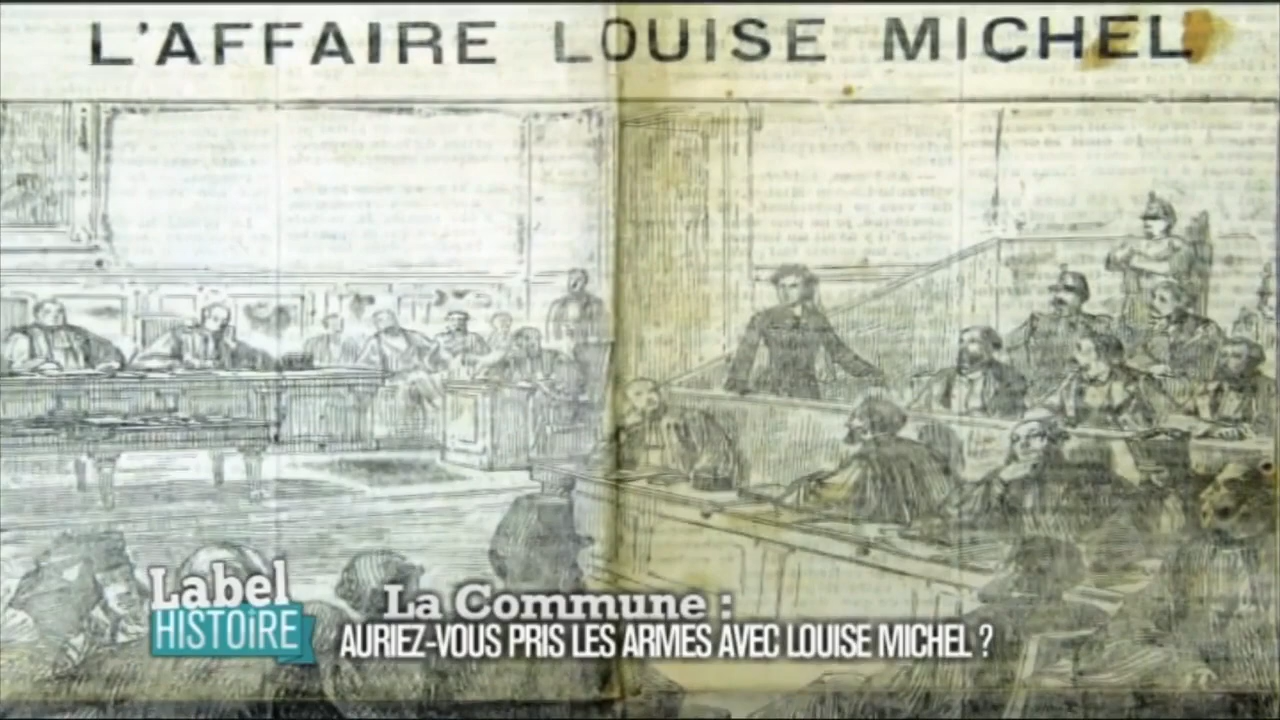 L'AFFAIRE LOUISE MICHEL
Label
HISTOiRE
La Commune :
AURIEZ-VOUS PRIS LES ARMES AVEC LOUISE MICHEL ?